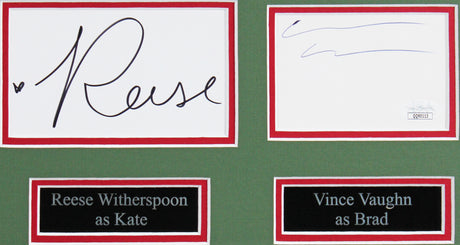 Reese
Reese Witherspoon
as Kate
Vince Vaughn
as Brad